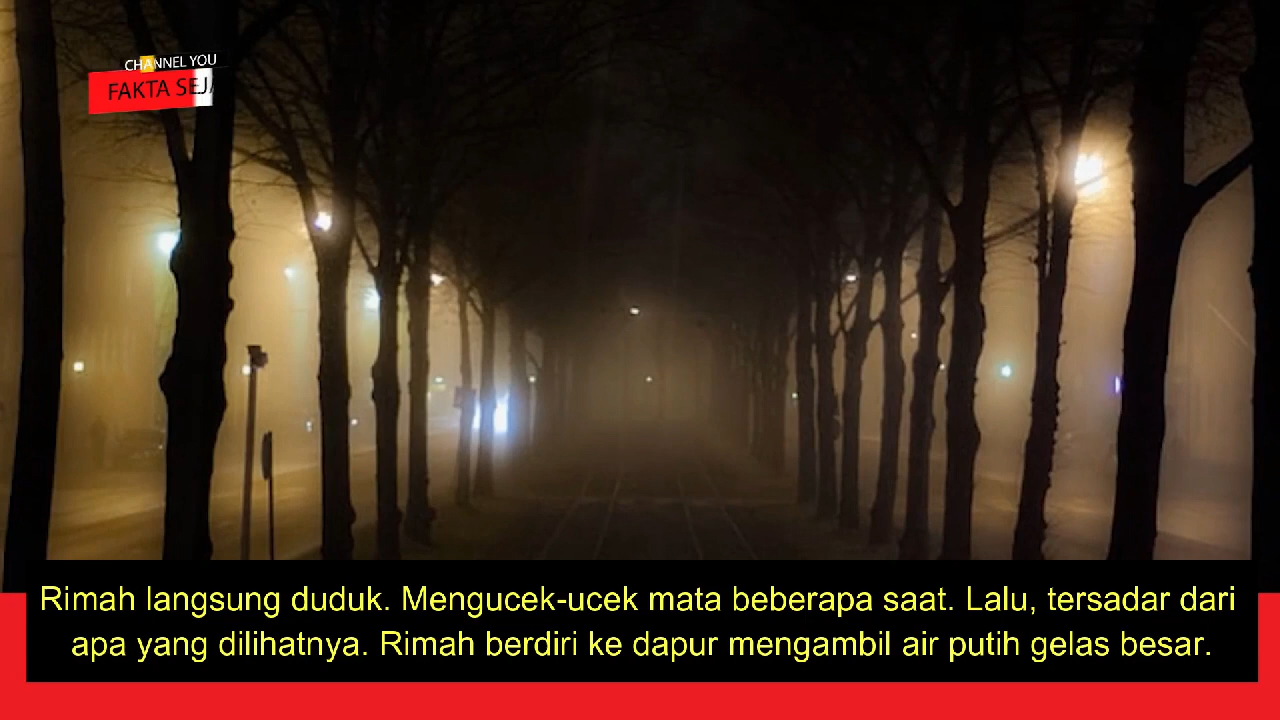 CHANNEL YOU
FAKTA SEJ
Rimah langsung duduk. Mengucek-ucek mata beberapa saat. Lalu, tersadar dari
apa yang dilihatnya. Rimah berdiri ke dapur mengambil air putih gelas besar.